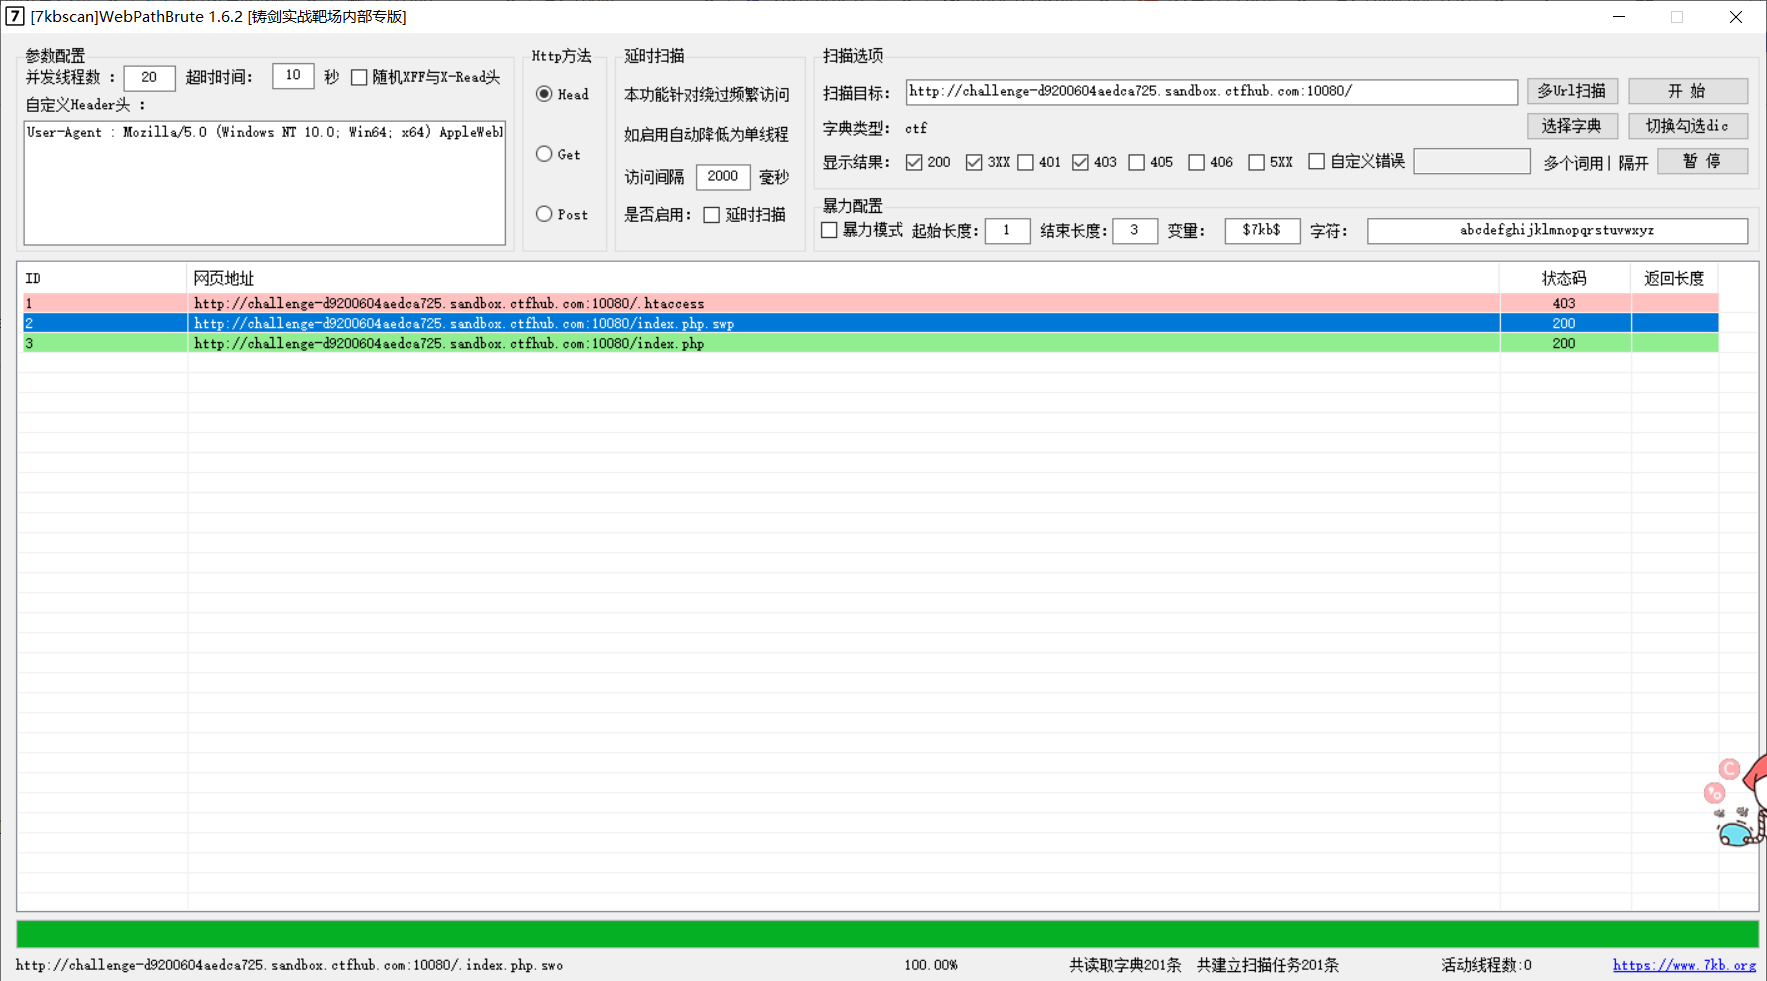 7 [7kbscan]WebPathBrute 1.6.2 [铸剑实战靶场内部专版]
参数配置
并发线程数 : 20 超时时间: 10 秒 随机XFF与X-Read头
自定义Header头 :
User-Agent : Mozilla/5.0 (Windows NT 10.0; Win64; x64) AppleWebl
Http方法
Head
Get
Post
延时扫描
本功能针对绕过频繁访问
如启用自动降低为单线程
访问间隔 2000 毫秒
是否启用: 延时扫描
扫描选项
扫描目标: http://challenge-d9200604aedca725.sandbox.ctfhub.com:10080/ 多Url扫描 开 始
字典类型: ctf 选择字典 切换勾选dic
显示结果: 200 3XX 401 403 405 406 5XX 自定义错误 多个词用| 隔开 暂 停
暴力配置
暴力模式 起始长度: 1 结束长度: 3 变量: $7kb$ 字符: abcdefghijklmnopqrstuvwxyz
ID 网页地址 状态码 返回长度
1 http://challenge-d9200604aedca725.sandbox.ctfhub.com:10080/.htaccess 403
2 http://challenge-d9200604aedca725.sandbox.ctfhub.com:10080/index.php.swp 200
3 http://challenge-d9200604aedca725.sandbox.ctfhub.com:10080/index.php 200
C
http://challenge-d9200604aedca725.sandbox.ctfhub.com:10080/.index.php.swo 100.00% 共读取字典201条 共建立扫描任务201条 活动线程数:0 https://www.7kb.org